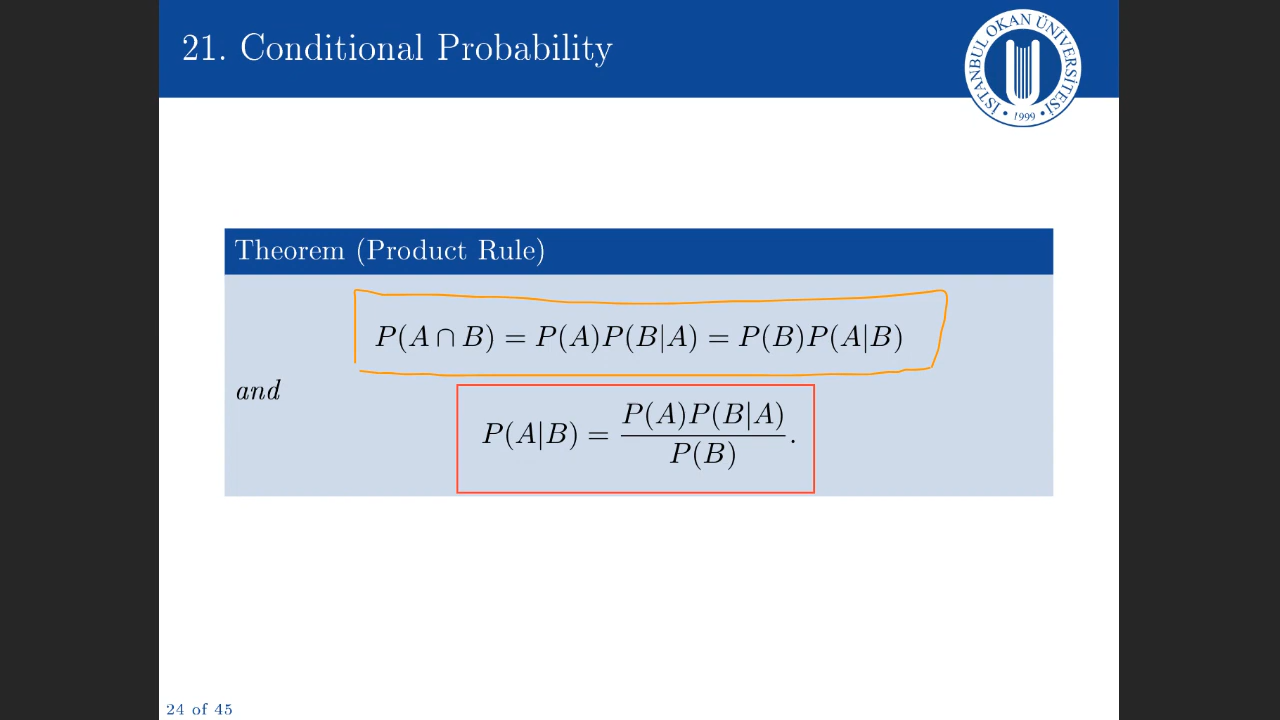 21. Conditional Probability
İSTANBUL OKAN ÜNİVERSİTESİ
• 1999 •
Theorem (Product Rule)
P(A ∩ B) = P(A)P(B|A) = P(B)P(A|B)
and
P(A|B) = P(A)P(B|A) / P(B).
24 of 45